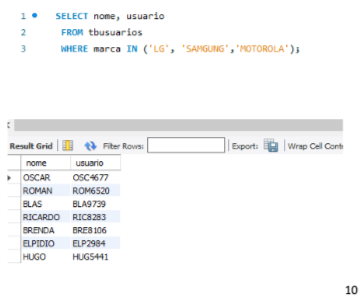 1 SELECT nome, usuario
2 FROM tbusuarios
3 WHERE marca IN ('LG', 'SAMGUNG','MOTOROLA');
Result Grid Filter Rows: Export: Wrap Cell Conte
nome usuario
OSCAR OSC4677
ROMAN ROM6520
BLAS BLA9739
RICARDO RIC8283
BRENDA BRE8106
ELPIDIO ELP2984
HUGO HUG5441
10